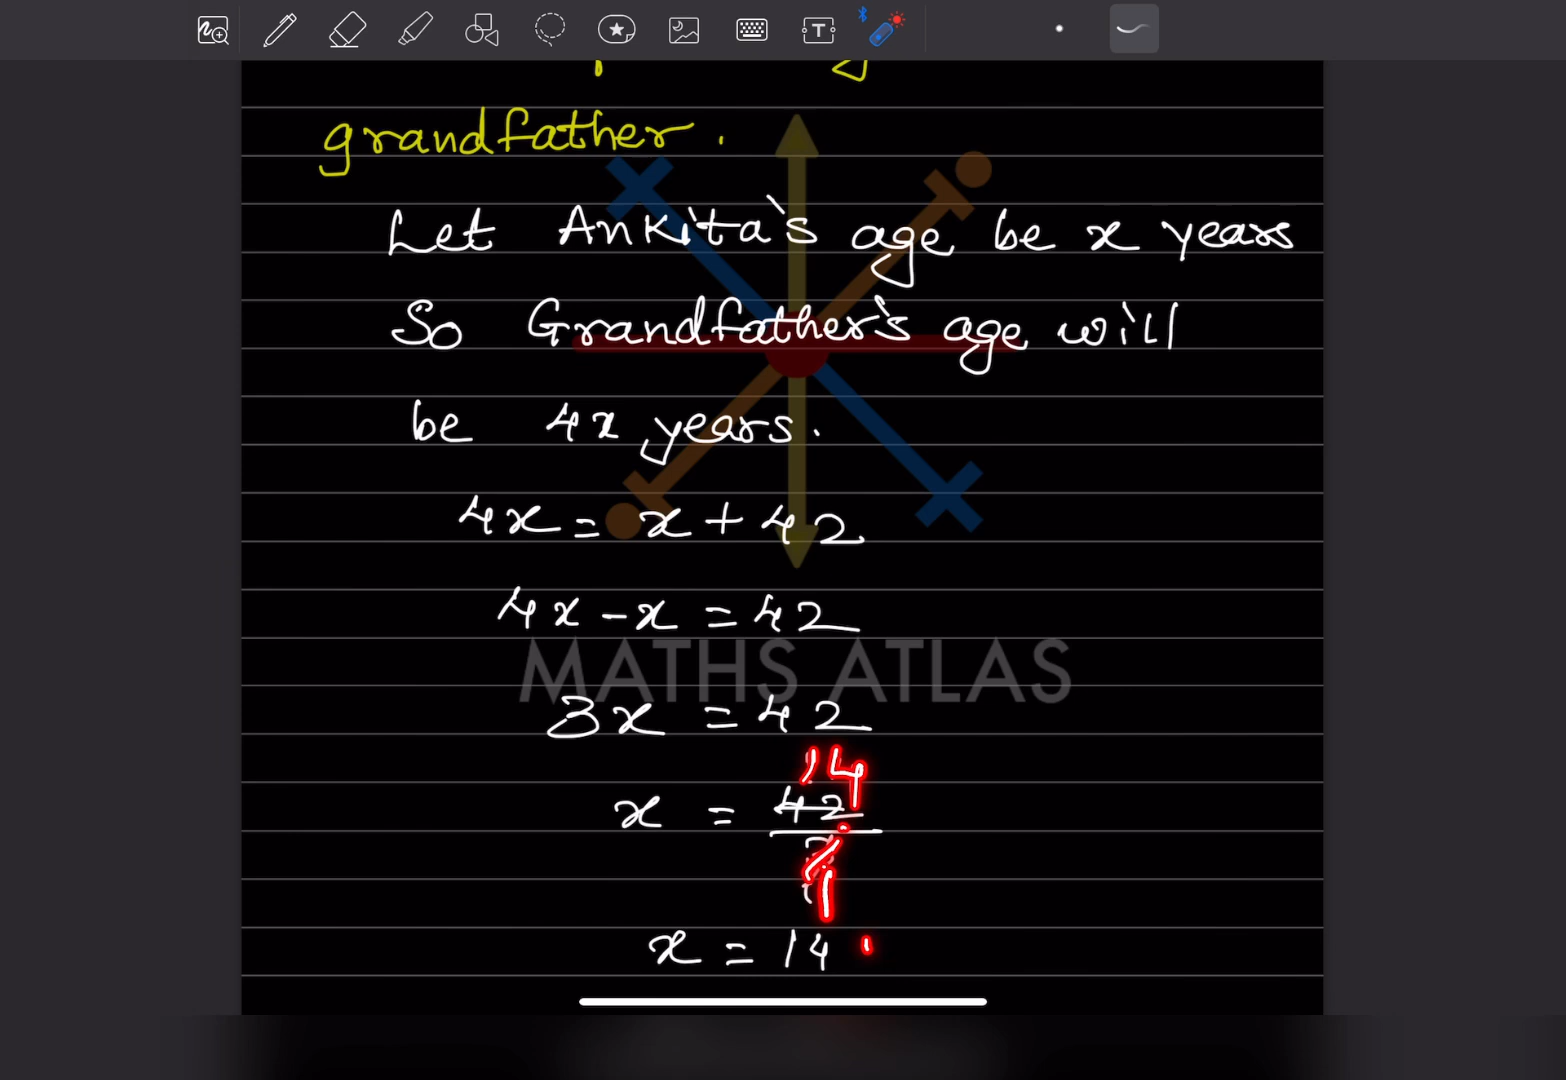 grandfather.
Let Ankita's age be x years
So Grandfather's age will
be 4x years.
4x = x + 42
4x - x = 42
MATHS ATLAS
3x = 42
14
x = 42/3
1
x = 14